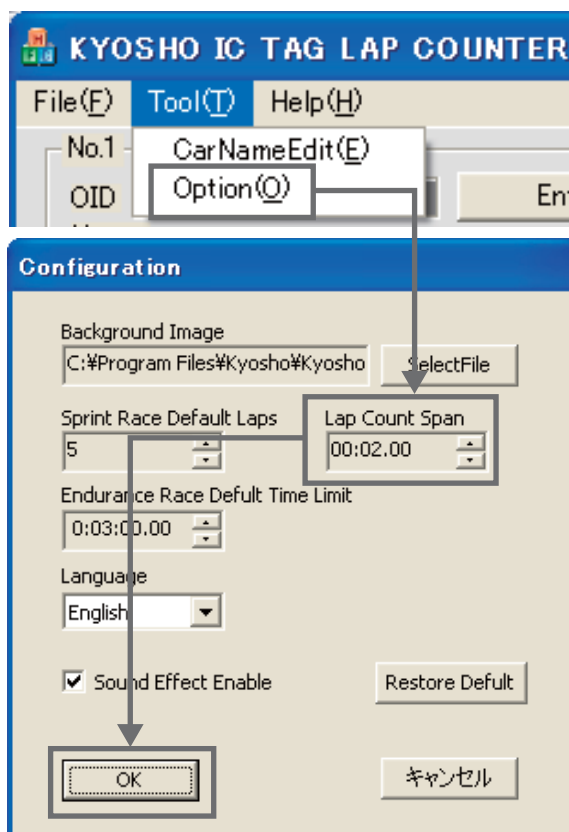 KYOSHO IC TAG LAP COUNTER
File(F) Tool(T) Help(H)
No.1 CarNameEdit(E)
OID Option(O) En
Configuration
Background Image
C:¥Program Files¥Kyosho¥Kyosho SelectFile
Sprint Race Default Laps Lap Count Span
5 00:02.00
Endurance Race Defult Time Limit
0:03:00.00
Language
English
Sound Effect Enable Restore Defult
OK キャンセル